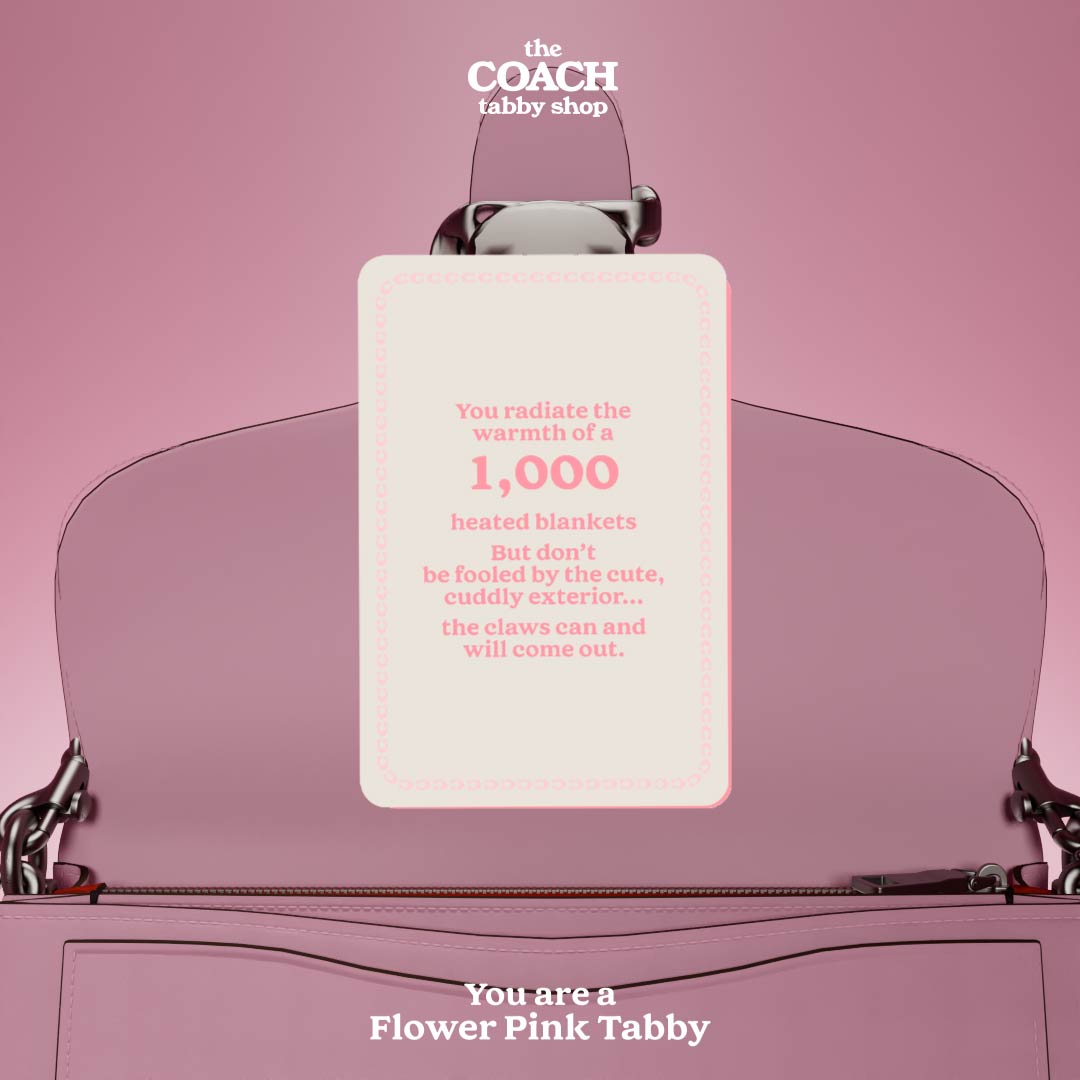 the
COACH
tabby shop
You radiate the
warmth of a
1,000
heated blankets
But don’t
be fooled by the cute,
cuddly exterior...
the claws can and
will come out.
You are a
Flower Pink Tabby